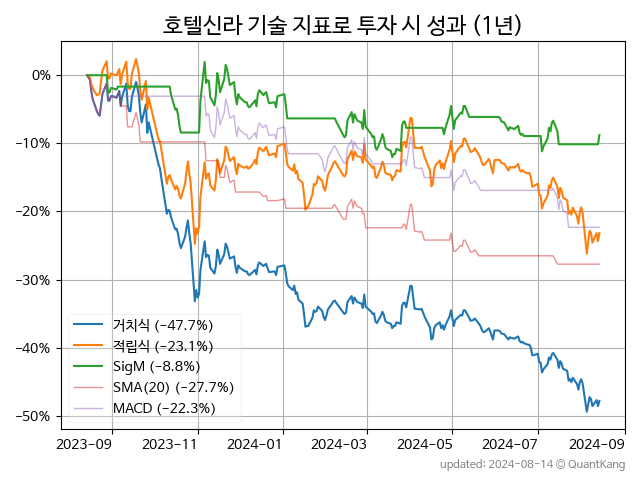 호텔신라 기술 지표로 투자 시 성과 (1년)
0%
−10%
−20%
−30%
−40%
−50%
거치식 (−47.7%)
적립식 (−23.1%)
SigM (−8.8%)
SMA(20) (−27.7%)
MACD (−22.3%)
2023-09 2023-11 2024-01 2024-03 2024-05 2024-07 2024-09
updated: 2024-08-14 © QuantKang